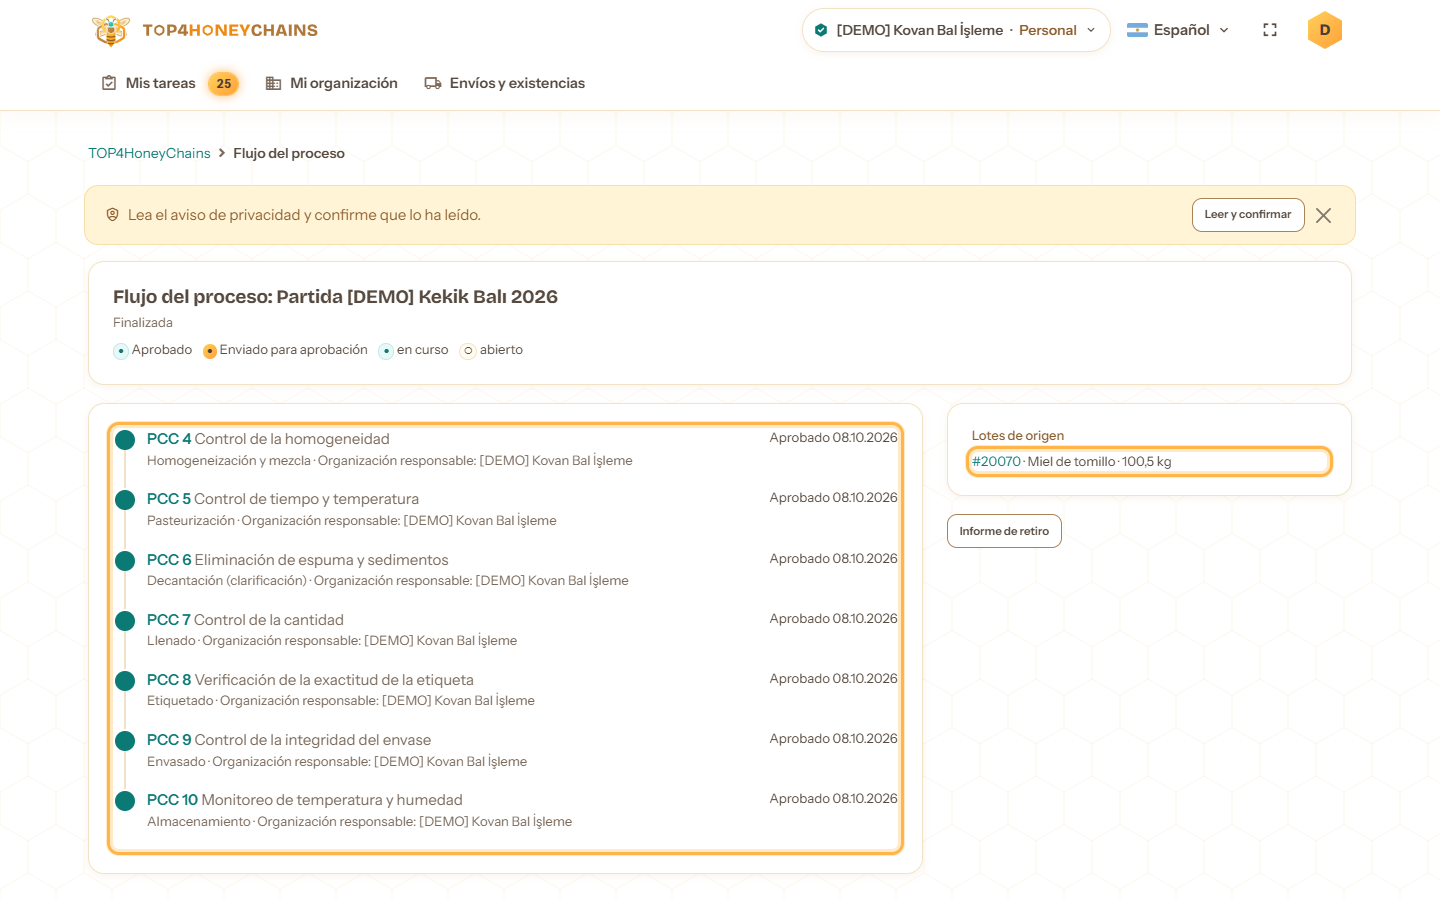 TOP4HONEYCHAINS
[DEMO] Kovan Bal İşleme · Personal
Español
D
Mis tareas 25
Mi organización
Envíos y existencias
TOP4HoneyChains > Flujo del proceso
Lea el aviso de privacidad y confirme que lo ha leído.
Leer y confirmar
Flujo del proceso: Partida [DEMO] Kekik Balı 2026
Finalizada
Aprobado Enviado para aprobación en curso abierto
PCC 4 Control de la homogeneidad Aprobado 08.10.2026
Homogeneización y mezcla · Organización responsable: [DEMO] Kovan Bal İşleme
PCC 5 Control de tiempo y temperatura Aprobado 08.10.2026
Pasteurización · Organización responsable: [DEMO] Kovan Bal İşleme
PCC 6 Eliminación de espuma y sedimentos Aprobado 08.10.2026
Decantación (clarificación) · Organización responsable: [DEMO] Kovan Bal İşleme
PCC 7 Control de la cantidad Aprobado 08.10.2026
Llenado · Organización responsable: [DEMO] Kovan Bal İşleme
PCC 8 Verificación de la exactitud de la etiqueta Aprobado 08.10.2026
Etiquetado · Organización responsable: [DEMO] Kovan Bal İşleme
PCC 9 Control de la integridad del envase Aprobado 08.10.2026
Envasado · Organización responsable: [DEMO] Kovan Bal İşleme
PCC 10 Monitoreo de temperatura y humedad Aprobado 08.10.2026
Almacenamiento · Organización responsable: [DEMO] Kovan Bal İşleme
Lotes de origen
#20070 · Miel de tomillo · 100,5 kg
Informe de retiro